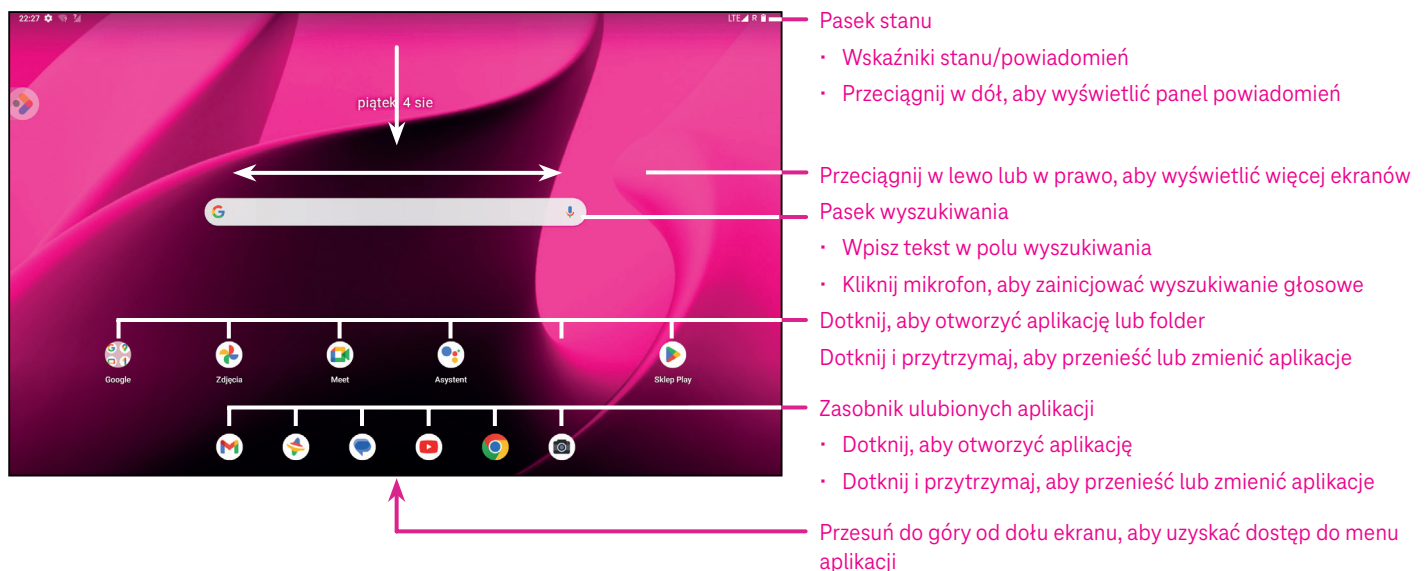 22:27
LTE R
Pasek stanu
· Wskaźniki stanu/powiadomień
· Przeciągnij w dół, aby wyświetlić panel powiadomień
piątek, 4 sie
Przeciągnij w lewo lub w prawo, aby wyświetlić więcej ekranów
Pasek wyszukiwania
· Wpisz tekst w polu wyszukiwania
· Kliknij mikrofon, aby zainicjować wyszukiwanie głosowe
Dotknij, aby otworzyć aplikację lub folder
Dotknij i przytrzymaj, aby przenieść lub zmienić aplikacje
Google Zdjęcia Meet Asystent Sklep Play
Zasobnik ulubionych aplikacji
· Dotknij, aby otworzyć aplikację
· Dotknij i przytrzymaj, aby przenieść lub zmienić aplikacje
Przesuń do góry od dołu ekranu, aby uzyskać dostęp do menu
aplikacji